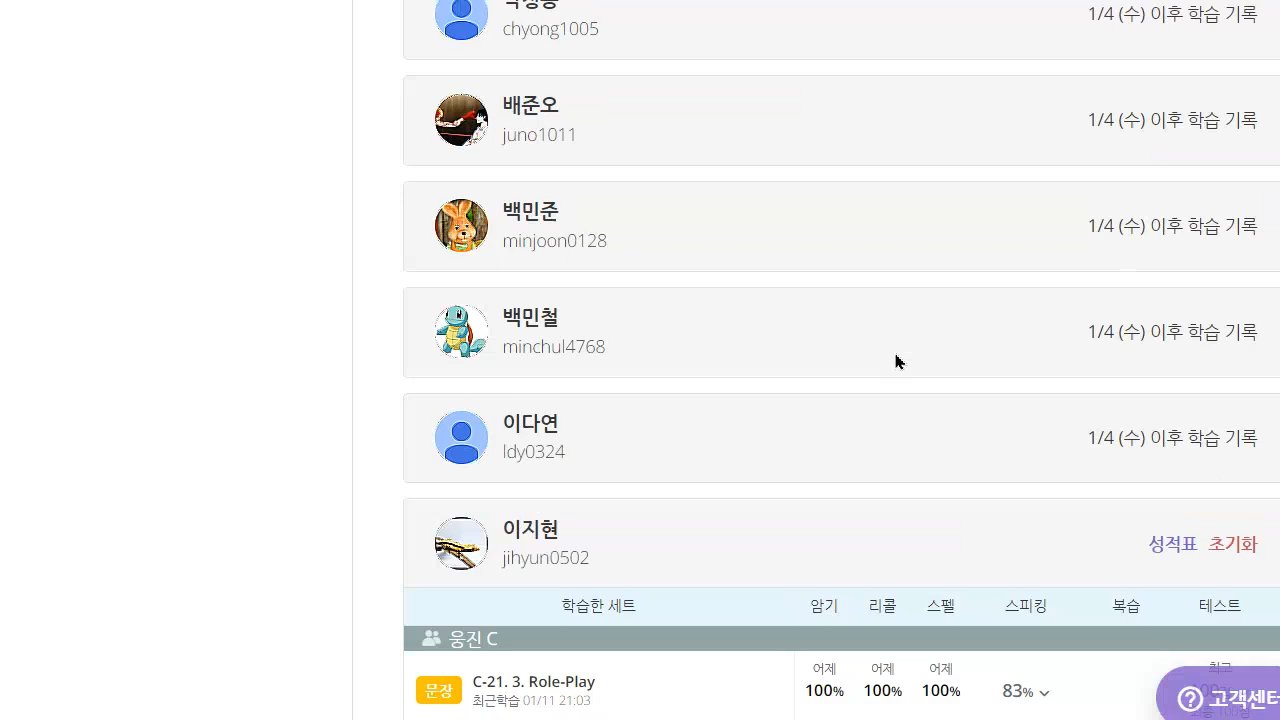 1/4 (수) 이후 학습 기록
chyong1005
배준오
juno1011
1/4 (수) 이후 학습 기록
백민준
minjoon0128
1/4 (수) 이후 학습 기록
백민철
minchul4768
1/4 (수) 이후 학습 기록
이다연
ldy0324
1/4 (수) 이후 학습 기록
이지현
jihyun0502
성적표 초기화
학습한 세트 암기 리콜 스펠 스피킹 복습 테스트
웅진 C
문장 C-21. 3. Role-Play
최근학습 01/11 21:03
어제 어제 어제
100% 100% 100% 83%
고객센터